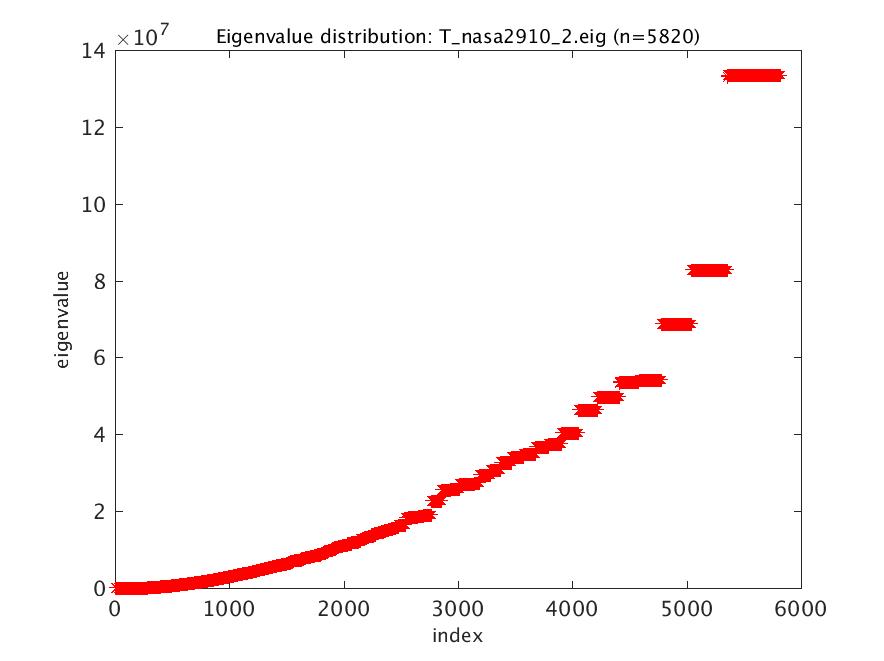 ×10^7
Eigenvalue distribution: T_nasa2910_2.eig (n=5820)
14
12
10
8
6
4
2
0
eigenvalue
0 1000 2000 3000 4000 5000 6000
index